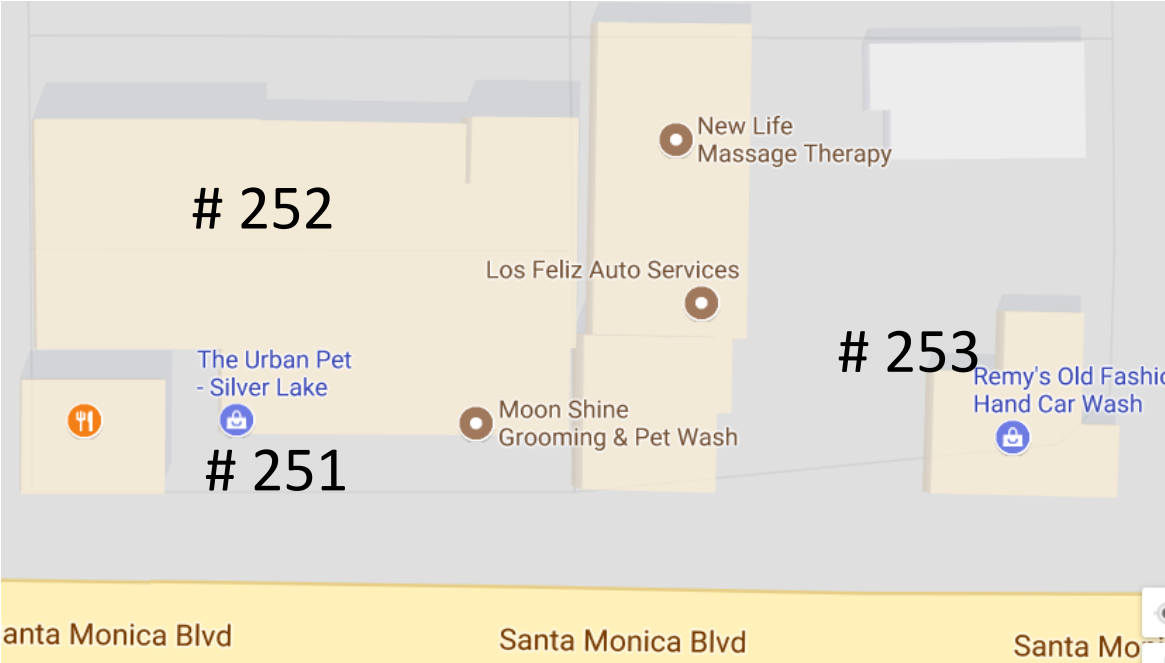 New Life
Massage Therapy
# 252
Los Feliz Auto Services
# 253
The Urban Pet
- Silver Lake
Remy's Old Fashio
Hand Car Wash
Moon Shine
Grooming & Pet Wash
# 251
anta Monica Blvd
Santa Monica Blvd
Santa Mo